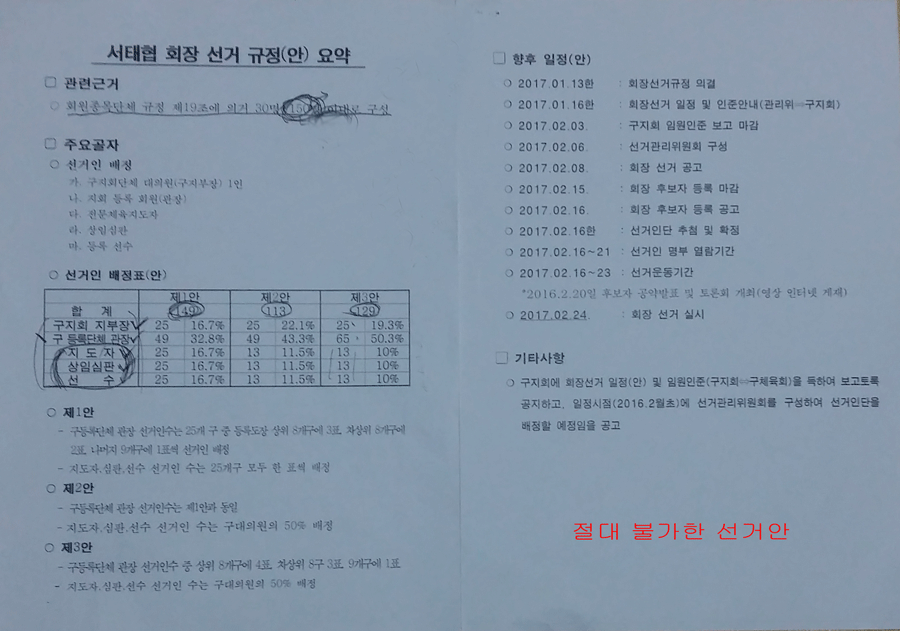 서태협 회장 선거 규정(안) 요약
□ 관련근거
○ 회원종목단체 규정 제19조에 의거 30명 150 이내로 구성
□ 주요골자
○ 선거인 배정
가. 구지회단체 대의원(구지부장) 1인
나. 지회 등록 회원(관장)
다. 전문체육지도자
라. 상임심판
마. 등록 선수
○ 선거인 배정표(안)
제1안 제2안 제3안
합 계 149 113 129
구지회 지부장 25 16.7% 25 22.1% 25 19.3%
구 등록단체 관장 49 32.8% 49 43.3% 65 50.3%
지 도 자 25 16.7% 13 11.5% 13 10%
상임심판 25 16.7% 13 11.5% 13 10%
선 수 25 16.7% 13 11.5% 13 10%
○ 제1안
- 구등록단체 관장 선거인수는 25개 구 중 등록도장 상위 8개구에 3표, 차상위 8개구에
2표, 나머지 9개구에 1표씩 선거인 배정
- 지도자,심판,선수 선거인 수는 25개구 모두 한 표씩 배정
○ 제2안
- 구등록단체 관장 선거인수는 제1안과 동일
- 지도자,심판,선수 선거인 수는 구대의원의 50% 배정
○ 제3안
- 구등록단체 관장 선거인수 중 상위 8개구에 4표, 차상위 8구 3표, 9개구에 1표
- 지도자,심판,선수 선거인 수는 구대의원의 50% 배정
□ 향후 일정(안)
○ 2017.01.13한 : 회장선거규정 의결
○ 2017.01.16한 : 회장선거 일정 및 인준안내(관리위⇨구지회)
○ 2017.02.03. : 구지회 임원인준 보고 마감
○ 2017.02.06. : 선거관리위원회 구성
○ 2017.02.08. : 회장 선거 공고
○ 2017.02.15. : 회장 후보자 등록 마감
○ 2017.02.16. : 회장 후보자 등록 공고
○ 2017.02.16한 : 선거인단 추첨 및 확정
○ 2017.02.16~21 : 선거인 명부 열람기간
○ 2017.02.16~23 : 선거운동기간
*2016.2.20일 후보자 공약발표 및 토론회 개최(영상 인터넷 게재)
○ 2017.02.24. : 회장 선거 실시
□ 기타사항
○ 구지회에 회장선거 일정(안) 및 임원인준(구지회⇨구체육회)을 득하여 보고토록
공지하고, 일정시점(2016.2월초)에 선거관리위원회를 구성하여 선거인단을
배정할 예정임을 공고
절대 불가한 선거안